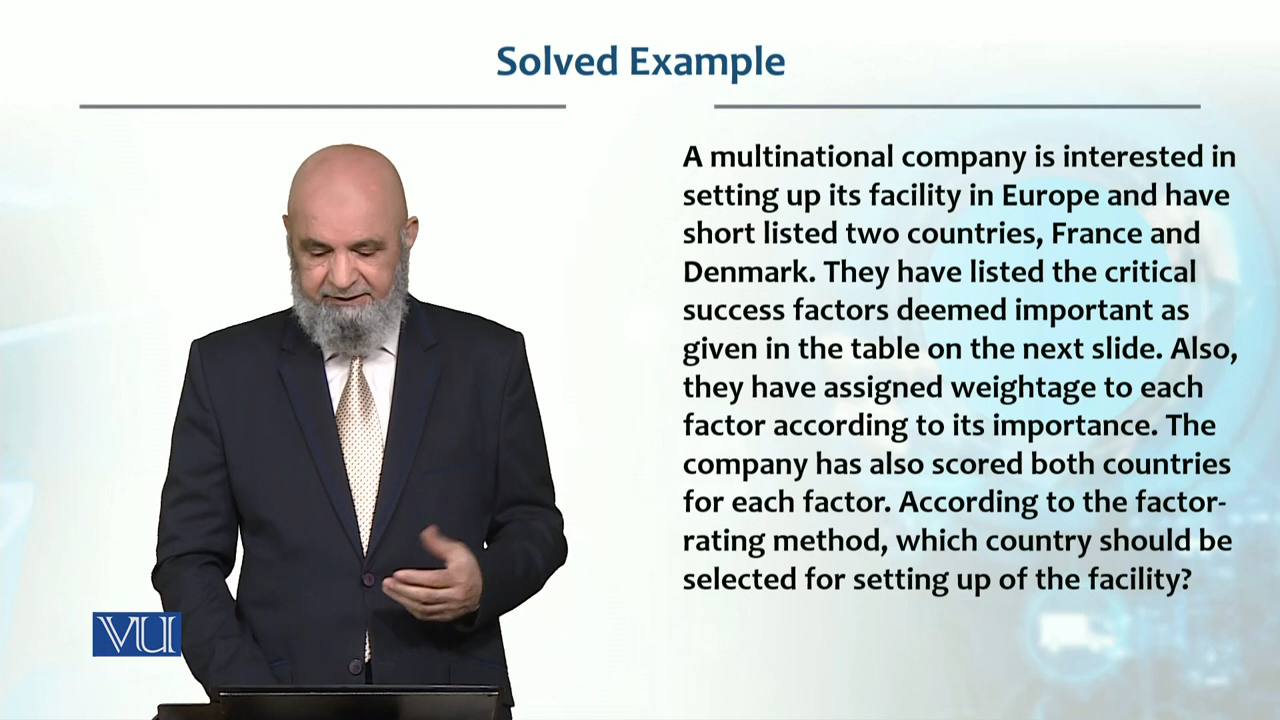 Solved Example
A multinational company is interested in
setting up its facility in Europe and have
short listed two countries, France and
Denmark. They have listed the critical
success factors deemed important as
given in the table on the next slide. Also,
they have assigned weightage to each
factor according to its importance. The
company has also scored both countries
for each factor. According to the factor-
rating method, which country should be
selected for setting up of the facility?
VU